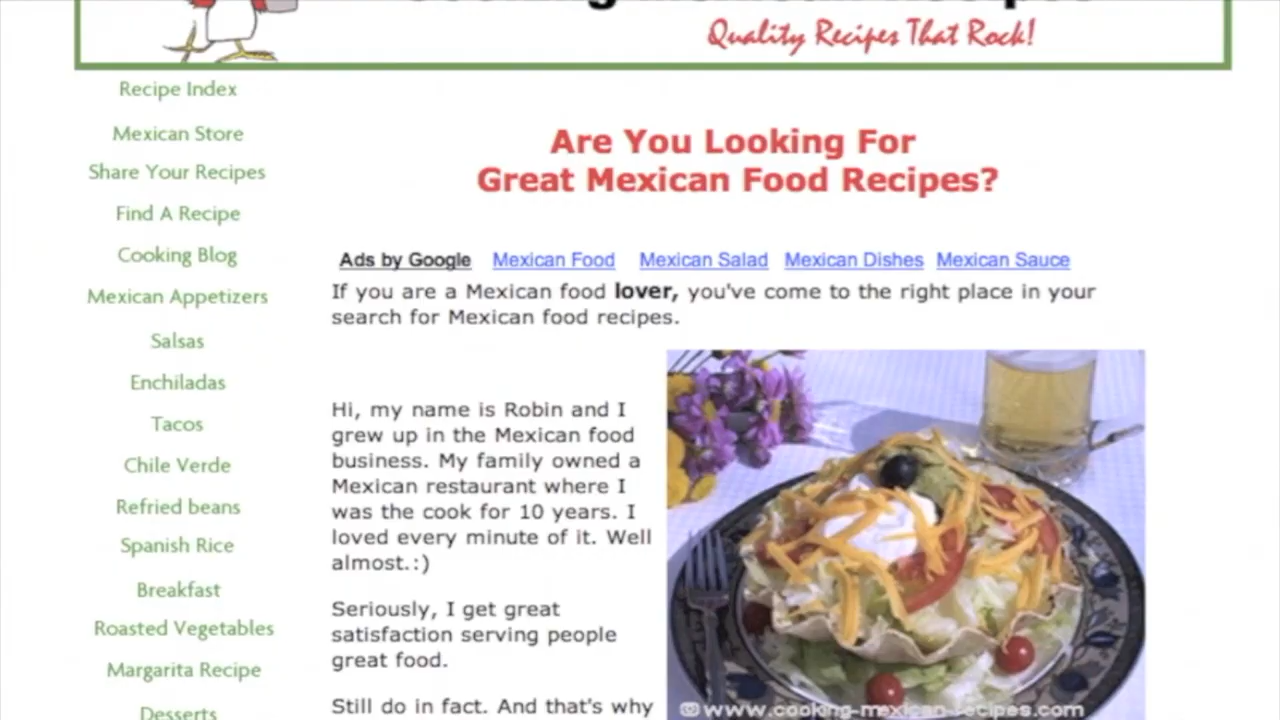 Cooking Mexican Recipes
Quality Recipes That Rock!
Recipe Index
Mexican Store
Share Your Recipes
Find A Recipe
Cooking Blog
Mexican Appetizers
Salsas
Enchiladas
Tacos
Chile Verde
Refried beans
Spanish Rice
Breakfast
Roasted Vegetables
Margarita Recipe
Desserts
Are You Looking For
Great Mexican Food Recipes?
Ads by Google Mexican Food Mexican Salad Mexican Dishes Mexican Sauce
If you are a Mexican food lover, you've come to the right place in your
search for Mexican food recipes.
Hi, my name is Robin and I
grew up in the Mexican food
business. My family owned a
Mexican restaurant where I
was the cook for 10 years. I
loved every minute of it. Well
almost.:)
Seriously, I get great
satisfaction serving people
great food.
Still do in fact. And that's why
©www.cooking-mexican-recipes.com